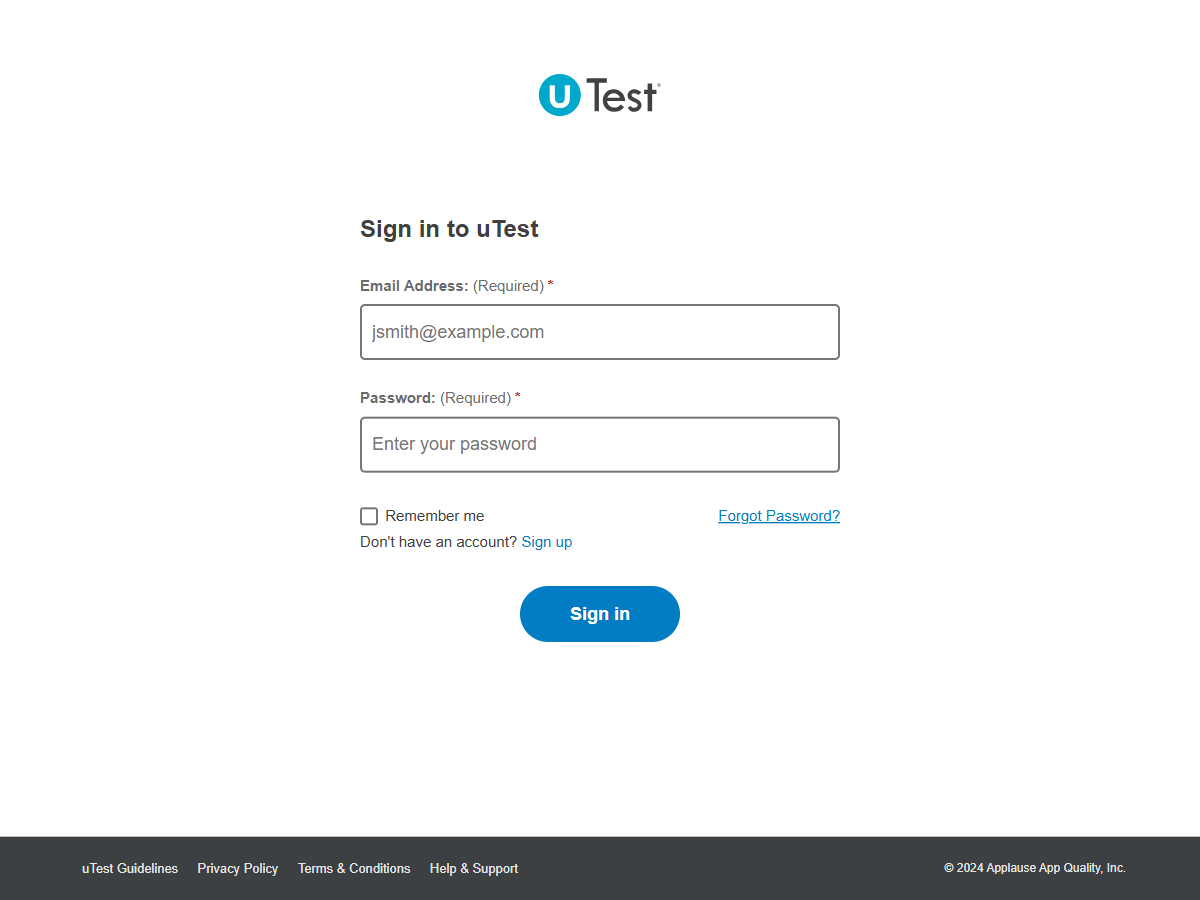 U Test®
Sign in to uTest
Email Address: (Required) *
jsmith@example.com
Password: (Required) *
Enter your password
Remember me Forgot Password?
Don't have an account? Sign up
Sign in
uTest Guidelines Privacy Policy Terms & Conditions Help & Support © 2024 Applause App Quality, Inc.